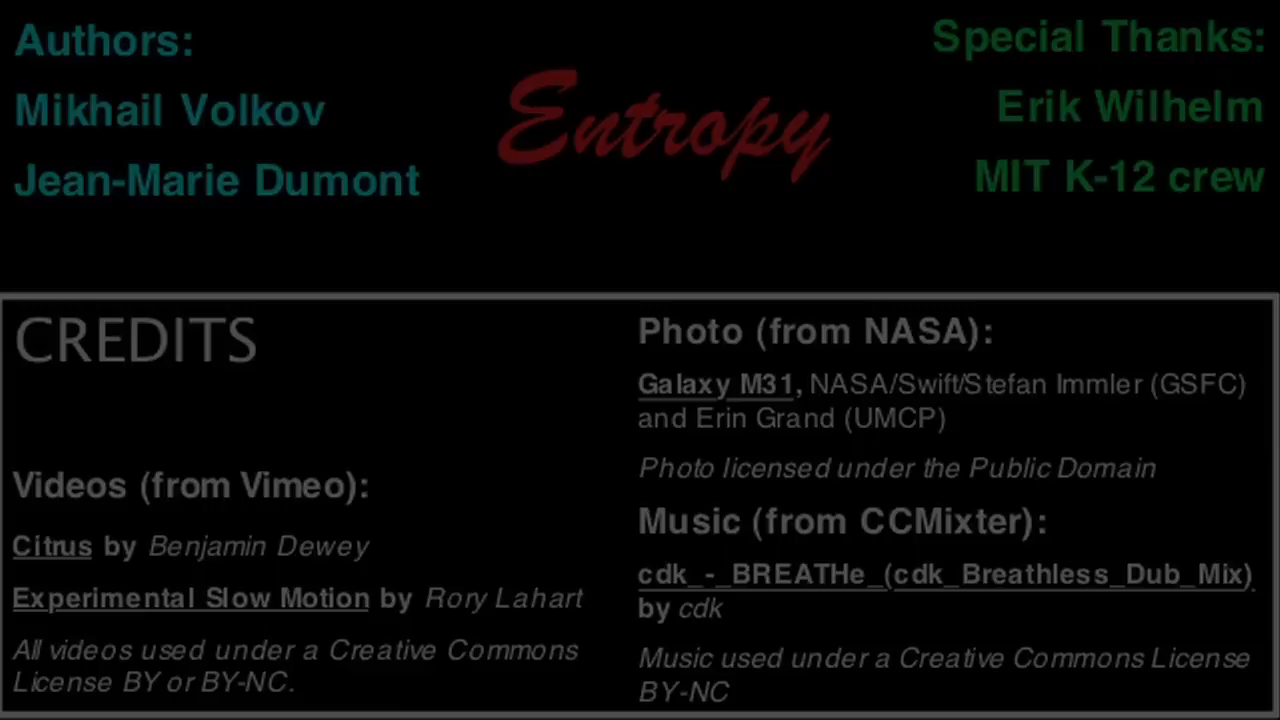 Authors:
Mikhail Volkov
Jean-Marie Dumont
Entropy
Special Thanks:
Erik Wilhelm
MIT K-12 crew
CREDITS
Videos (from Vimeo):
Citrus by Benjamin Dewey
Experimental Slow Motion by Rory Lahart
All videos used under a Creative Commons
License BY or BY-NC.
Photo (from NASA):
Galaxy M31, NASA/Swift/Stefan Immler (GSFC)
and Erin Grand (UMCP)
Photo licensed under the Public Domain
Music (from CCMixter):
cdk_-_BREATHe_(cdk_Breathless_Dub_Mix)
by cdk
Music used under a Creative Commons License
BY-NC